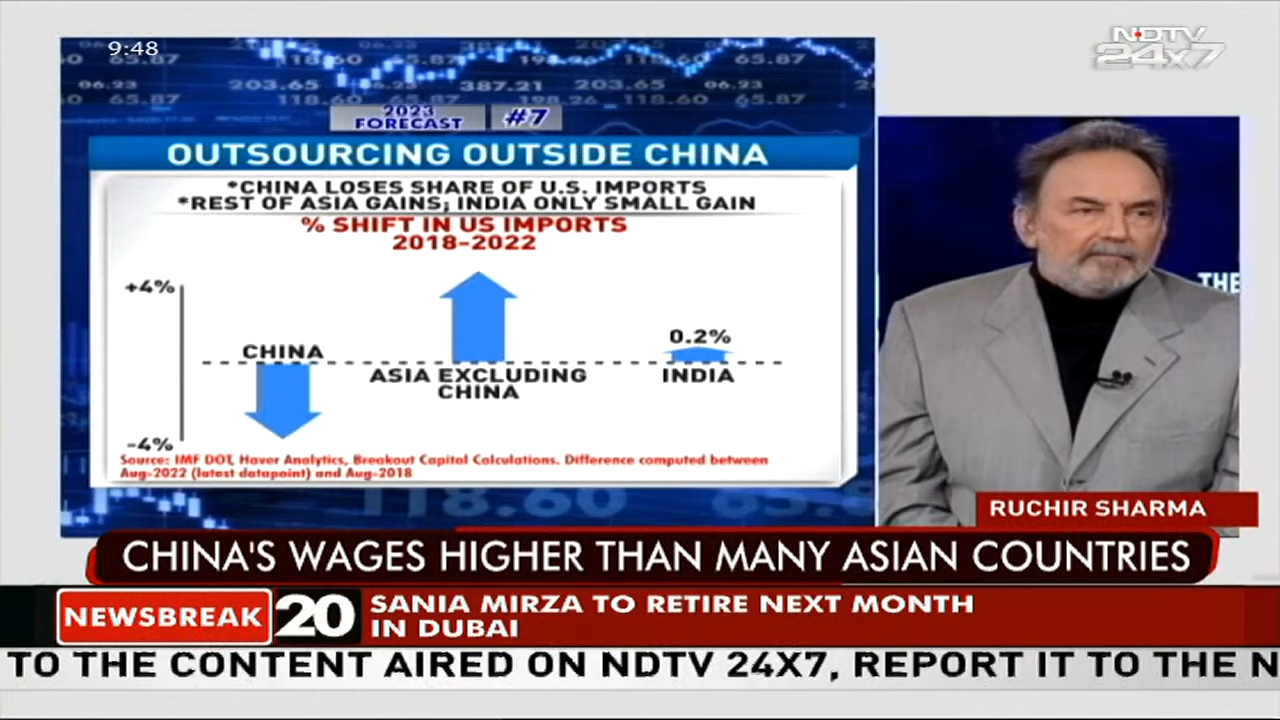 9:48
NDTV
24x7
2023
FORECAST
#7
OUTSOURCING OUTSIDE CHINA
*CHINA LOSES SHARE OF U.S. IMPORTS
*REST OF ASIA GAINS; INDIA ONLY SMALL GAIN
% SHIFT IN US IMPORTS
2018-2022
+4%
CHINA
0.2%
ASIA EXCLUDING
CHINA
INDIA
-4%
Source: IMF DOT, Haver Analytics, Breakout Capital Calculations. Difference computed between
Aug-2022 (latest datapoint) and Aug-2018
THE
RUCHIR SHARMA
CHINA'S WAGES HIGHER THAN MANY ASIAN COUNTRIES
NEWSBREAK 20
SANIA MIRZA TO RETIRE NEXT MONTH
IN DUBAI
TO THE CONTENT AIRED ON NDTV 24X7, REPORT IT TO THE N